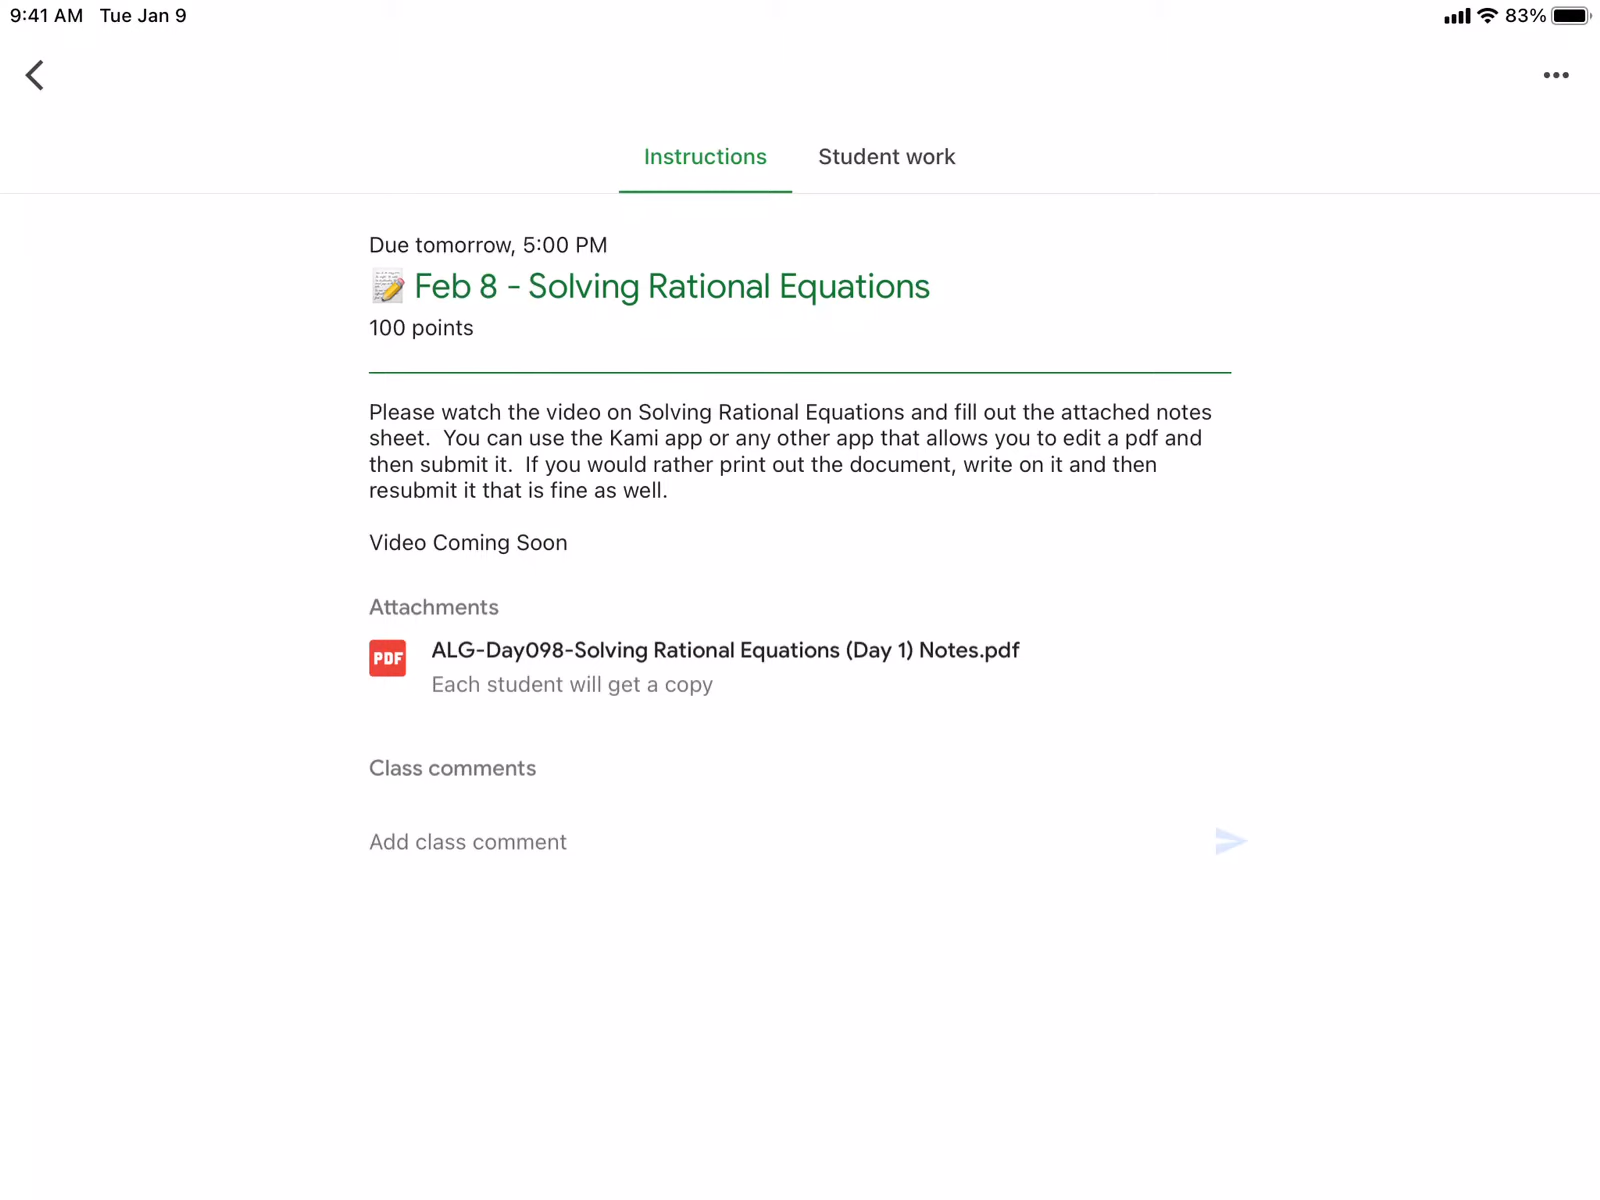 9:41 AM Tue Jan 9 83%
Instructions Student work
Due tomorrow, 5:00 PM
Feb 8 - Solving Rational Equations
100 points
Please watch the video on Solving Rational Equations and fill out the attached notes
sheet.  You can use the Kami app or any other app that allows you to edit a pdf and
then submit it.  If you would rather print out the document, write on it and then
resubmit it that is fine as well.
Video Coming Soon
Attachments
PDF ALG-Day098-Solving Rational Equations (Day 1) Notes.pdf
Each student will get a copy
Class comments
Add class comment